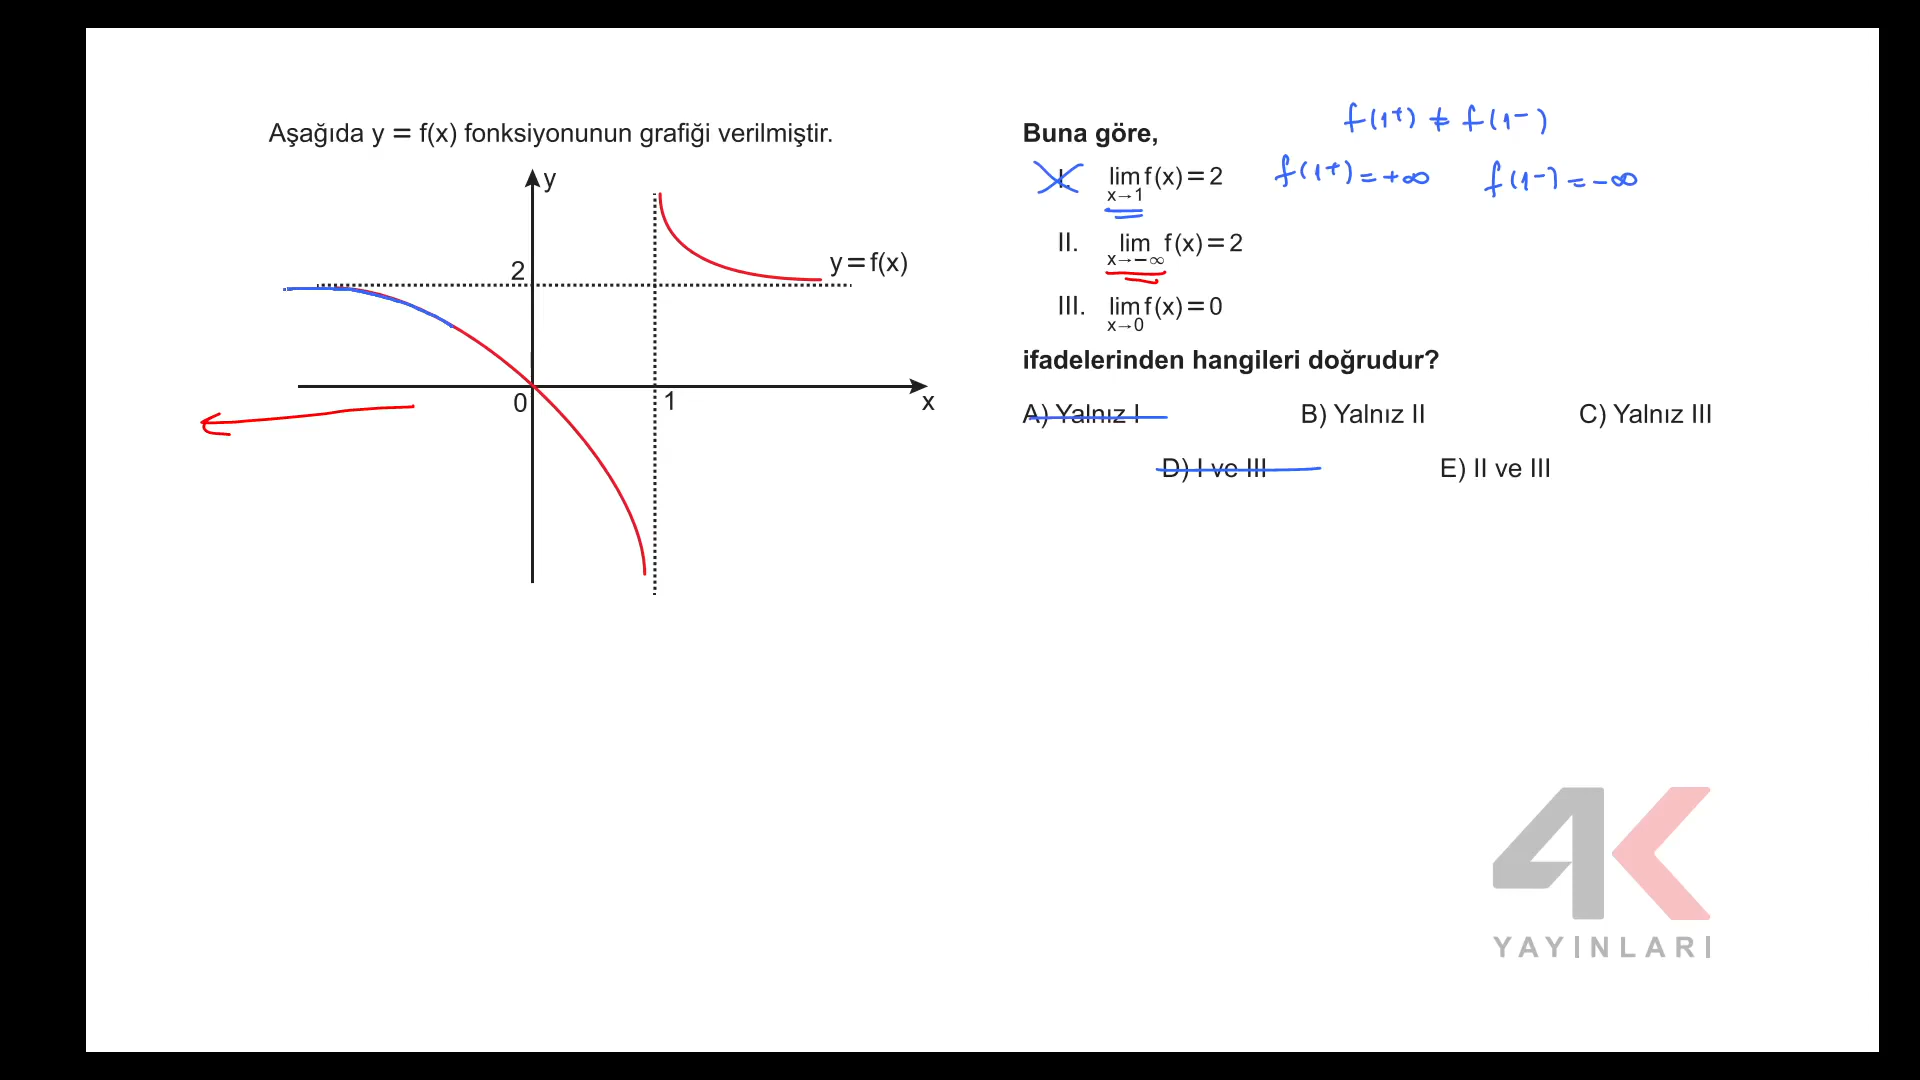 Aşağıda y = f(x) fonksiyonunun grafiği verilmiştir.
y
2
y = f(x)
0
1
x
Buna göre,
f(1+) ≠ f(1-)
I. lim f(x) = 2
x→1
f(1+) = +∞
f(1-) = -∞
II. lim f(x) = 2
x→-∞
III. lim f(x) = 0
x→0
ifadelerinden hangileri doğrudur?
A) Yalnız I B) Yalnız II C) Yalnız III
D) I ve III E) II ve III
4K
YAYINLARI